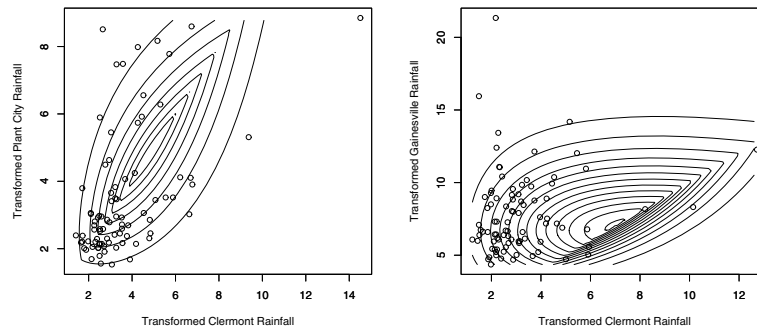 Transformed Plant City Rainfall
8
6
4
2
2 4 6 8 10 12 14
Transformed Clermont Rainfall
Transformed Gainesville Rainfall
20
15
10
5
2 4 6 8 10 12
Transformed Clermont Rainfall